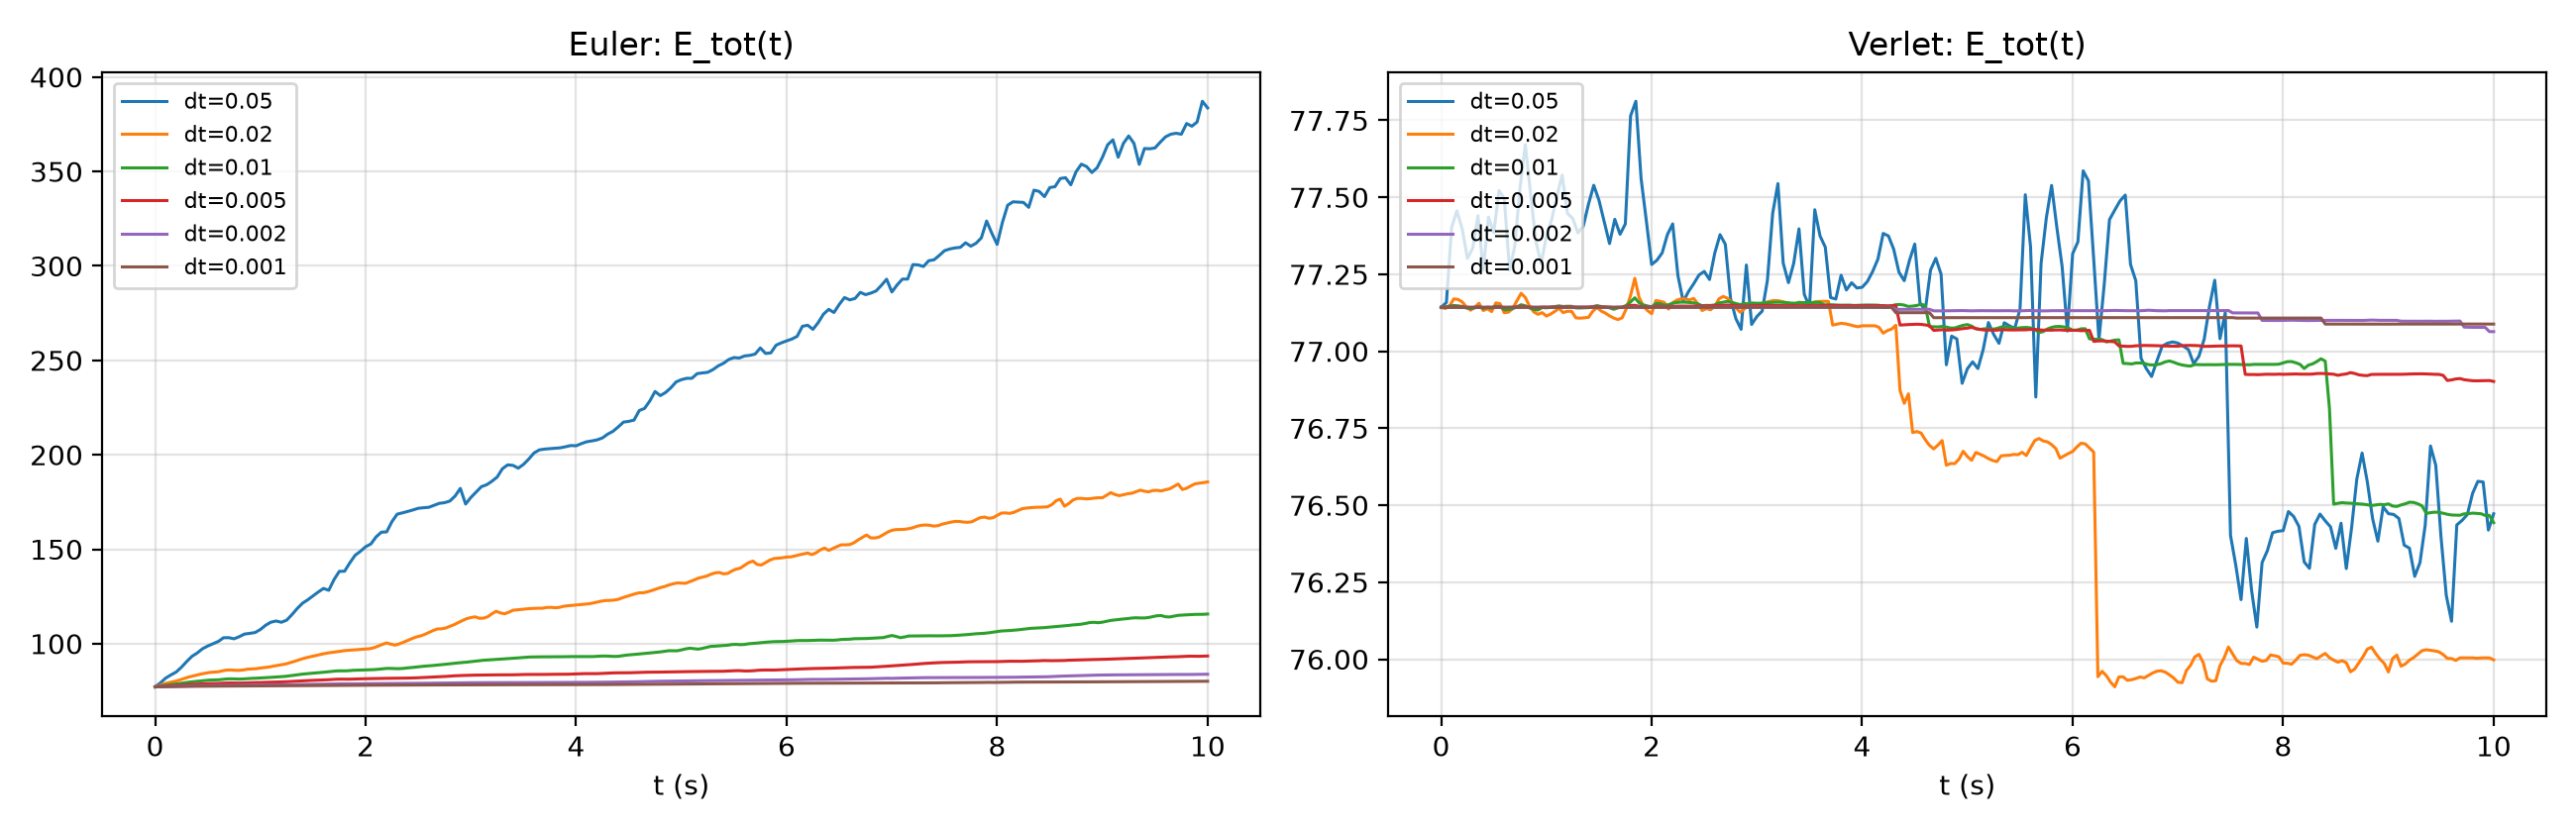 Euler: E_tot(t)
400
350
300
250
200
150
100
dt=0.05
dt=0.02
dt=0.01
dt=0.005
dt=0.002
dt=0.001
0 2 4 6 8 10
t (s)
Verlet: E_tot(t)
77.75
77.50
77.25
77.00
76.75
76.50
76.25
76.00
dt=0.05
dt=0.02
dt=0.01
dt=0.005
dt=0.002
dt=0.001
0 2 4 6 8 10
t (s)